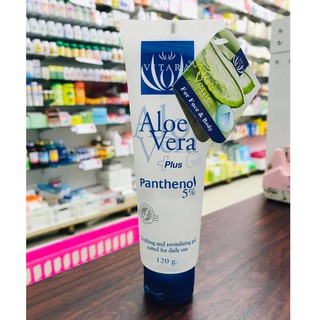 VITARA
Aloe
Vera
Plus Gel
Panthenol
5%
Soothing and revitalizing gel
suited for daily use
120 g.
For Face & Body